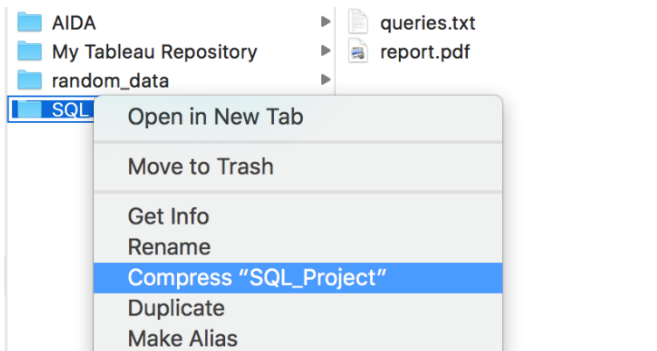 AIDA
My Tableau Repository
random_data
SQL_
queries.txt
report.pdf
Open in New Tab
Move to Trash
Get Info
Rename
Compress “SQL_Project”
Duplicate
Make Alias